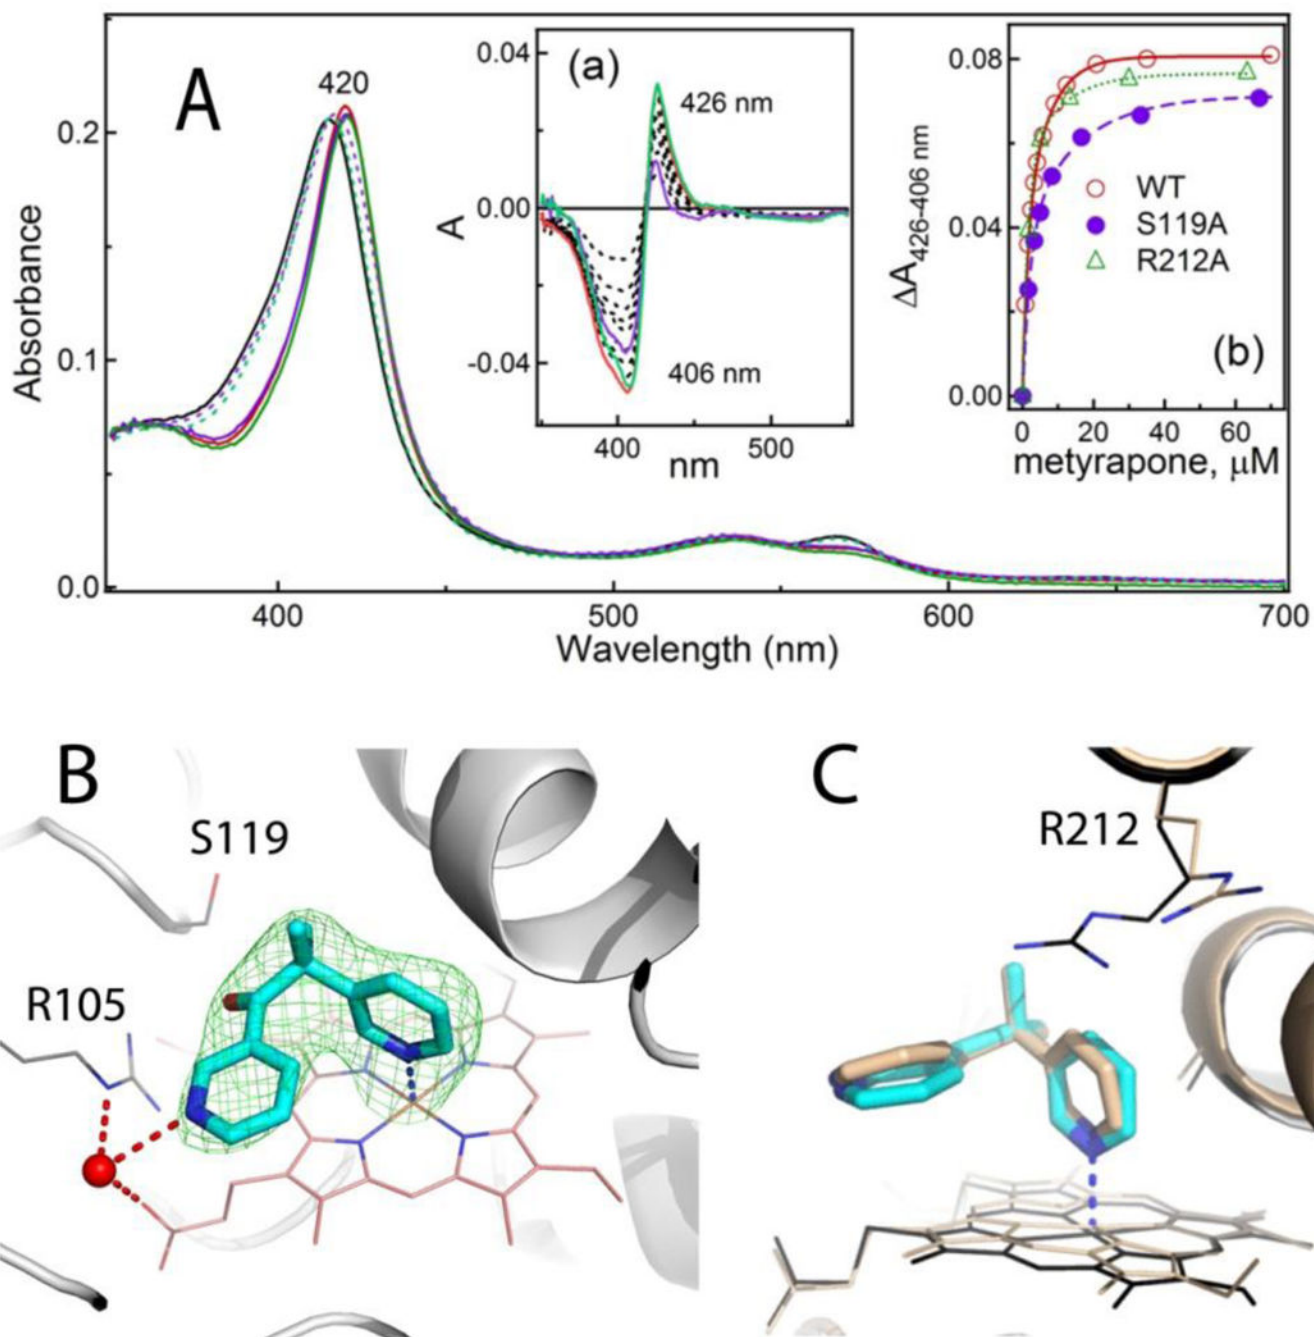 A
420
Absorbance
0.2
0.1
0.0
400
500
600
700
Wavelength (nm)
(a)
0.04
0.00
-0.04
A
426 nm
406 nm
400
500
nm
0.08
0.04
0.00
ΔA426-406 nm
WT
S119A
R212A
(b)
0
20
40
60
metyrapone, μM
B
S119
R105
C
R212